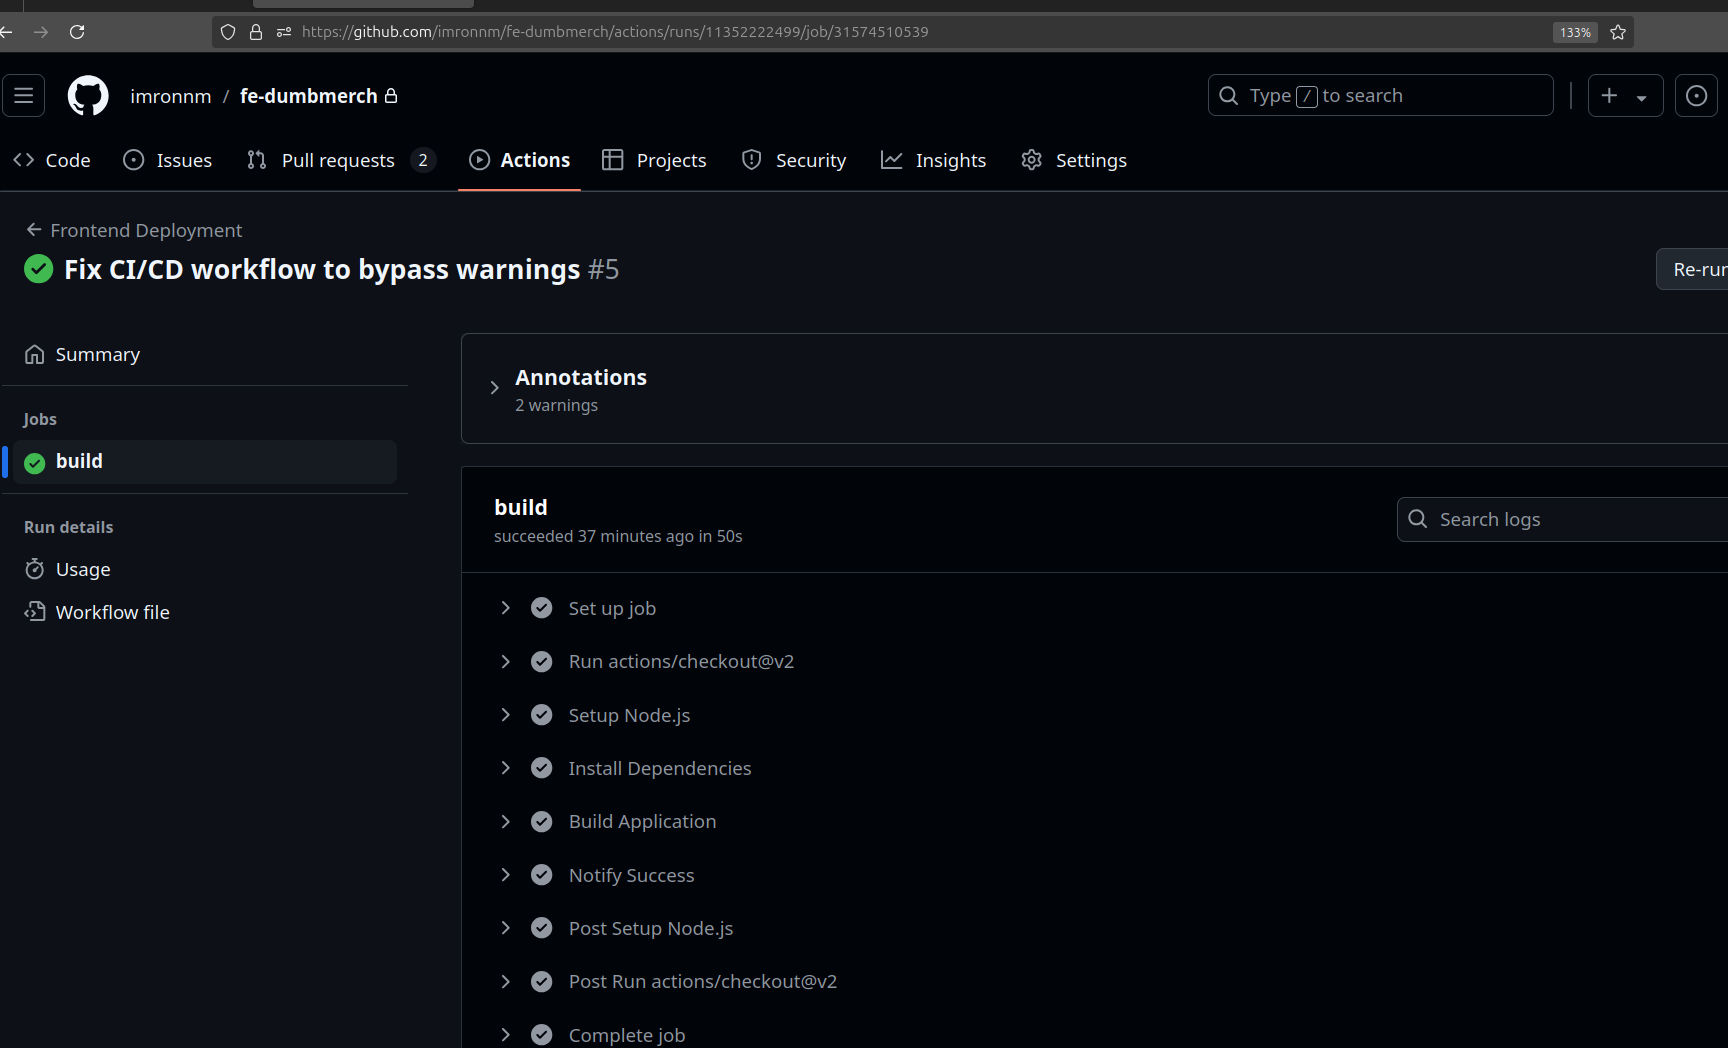 https://github.com/imronnm/fe-dumbmerch/actions/runs/11352222499/job/31574510539
133%
imronnm / fe-dumbmerch
Type / to search
Code
Issues
Pull requests 2
Actions
Projects
Security
Insights
Settings
Frontend Deployment
Fix CI/CD workflow to bypass warnings #5
Re-run
Summary
Jobs
build
Run details
Usage
Workflow file
Annotations
2 warnings
build
succeeded 37 minutes ago in 50s
Search logs
Set up job
Run actions/checkout@v2
Setup Node.js
Install Dependencies
Build Application
Notify Success
Post Setup Node.js
Post Run actions/checkout@v2
Complete job